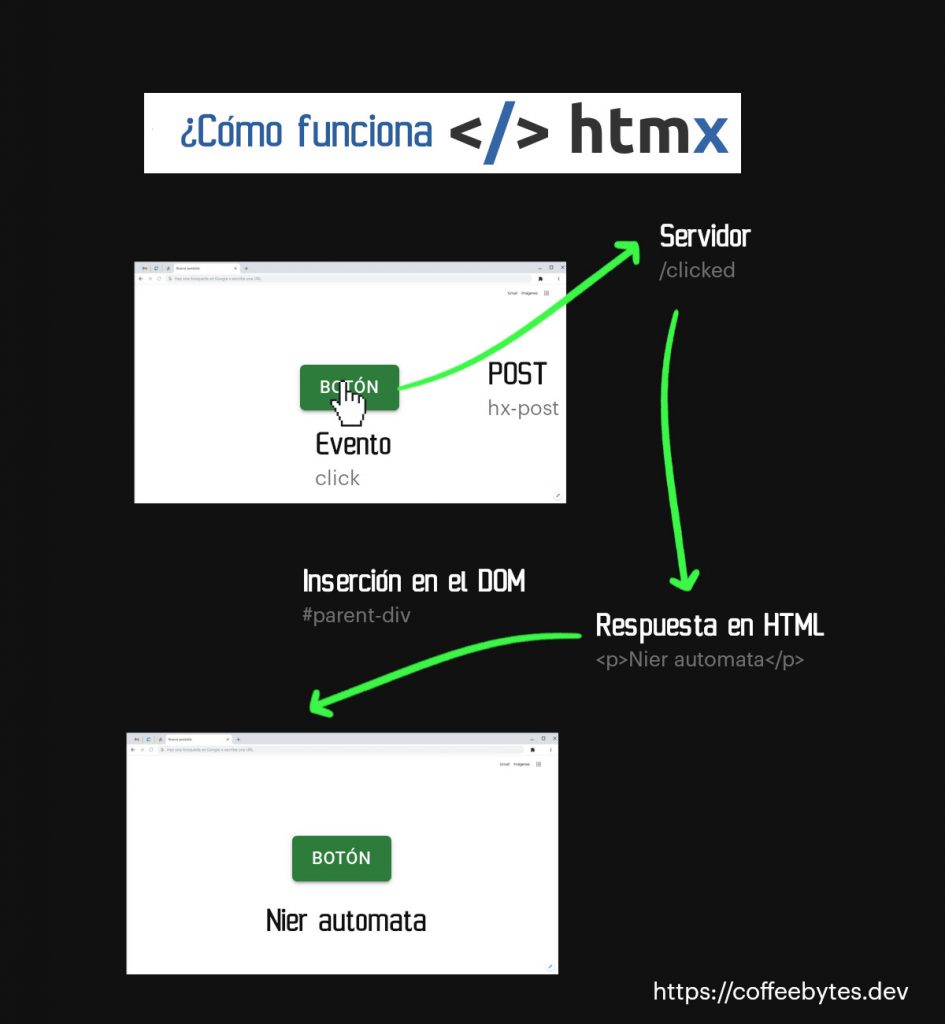 ¿Cómo funciona </> htmx
Servidor
/clicked
Nueva pestaña
Haz una búsqueda en Google o escribe una URL
Gmail Imágenes
BOTÓN
POST
hx-post
Evento
click
Inserción en el DOM
#parent-div
Respuesta en HTML
<p>Nier automata</p>
Nueva pestaña
Haz una búsqueda en Google o escribe una URL
Gmail Imágenes
BOTÓN
Nier automata
https://coffeebytes.dev